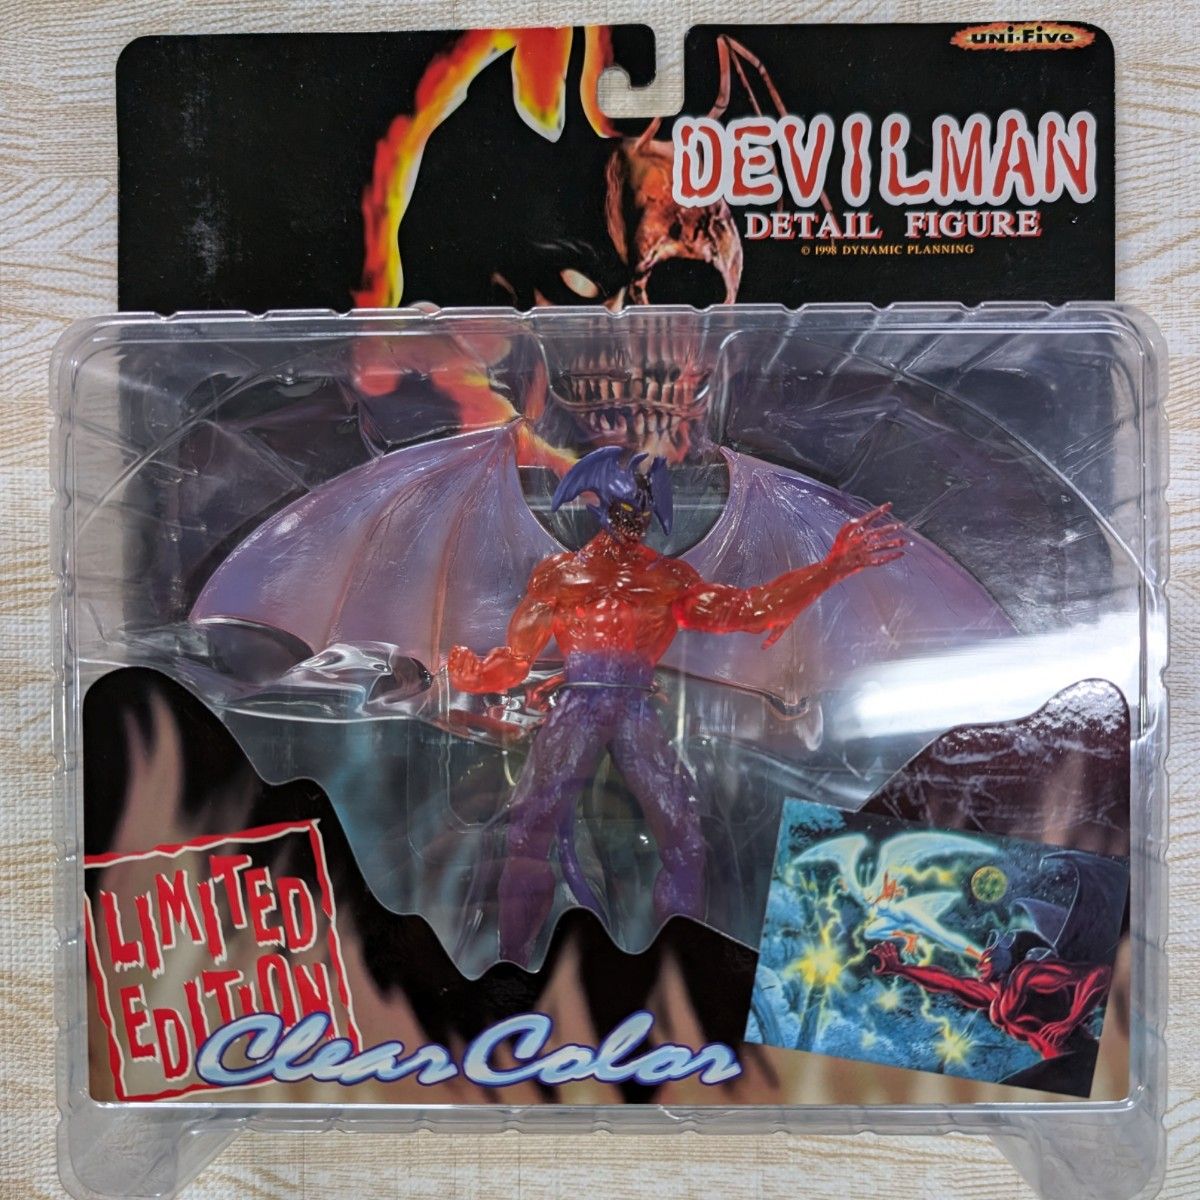 UNi-Five
DEVILMAN
DETAIL FIGURE
© 1998 DYNAMIC PLANNING
LIMITED
EDITION
Clear Color